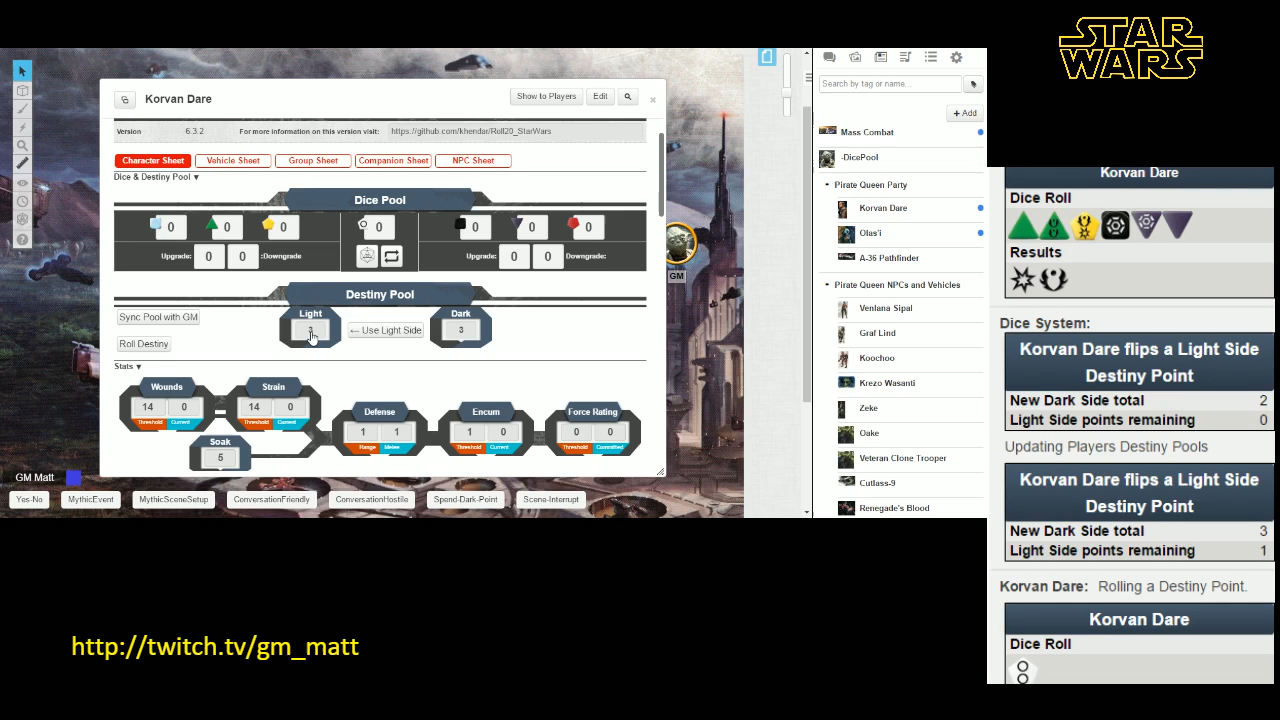 STAR
WARS
Korvan Dare
Show to Players
Edit
×
Version
6.3.2
For more information on this version visit:
https://github.com/khendar/Roll20_StarWars
Character Sheet
Vehicle Sheet
Group Sheet
Companion Sheet
NPC Sheet
Dice & Destiny Pool ▼
Dice Pool
0
0
0
0
0
0
0
Upgrade:
0
0
:Downgrade
Upgrade:
0
0
Downgrade:
Destiny Pool
Sync Pool with GM
Roll Destiny
Light
← Use Light Side
Dark
3
Stats ▼
Wounds
14
0
Threshold
Current
Strain
14
0
Threshold
Current
Soak
5
Defense
1
1
Range
Melee
Encum
1
0
Threshold
Current
Force Rating
0
0
Threshold
Committed
GM
GM Matt
Yes-No
MythicEvent
MythicSceneSetup
ConversationFriendly
ConversationHostile
Spend-Dark-Point
Scene-Interrupt
Search by tag or name...
+ Add
Mass Combat
-DicePool
Pirate Queen Party
Korvan Dare
Olas'i
A-36 Pathfinder
Pirate Queen NPCs and Vehicles
Venlana Sipal
Graf Lind
Koochoo
Krezo Wasanti
Zeke
Oake
Veteran Clone Trooper
Cutlass-9
Renegade's Blood
Korvan Dare
Dice Roll
Results
Dice System:
Korvan Dare flips a Light Side
Destiny Point
New Dark Side total 2
Light Side points remaining 0
Updating Players Destiny Pools
Korvan Dare flips a Light Side
Destiny Point
New Dark Side total 3
Light Side points remaining 1
Korvan Dare: Rolling a Destiny Point.
Korvan Dare
Dice Roll
http://twitch.tv/gm_matt